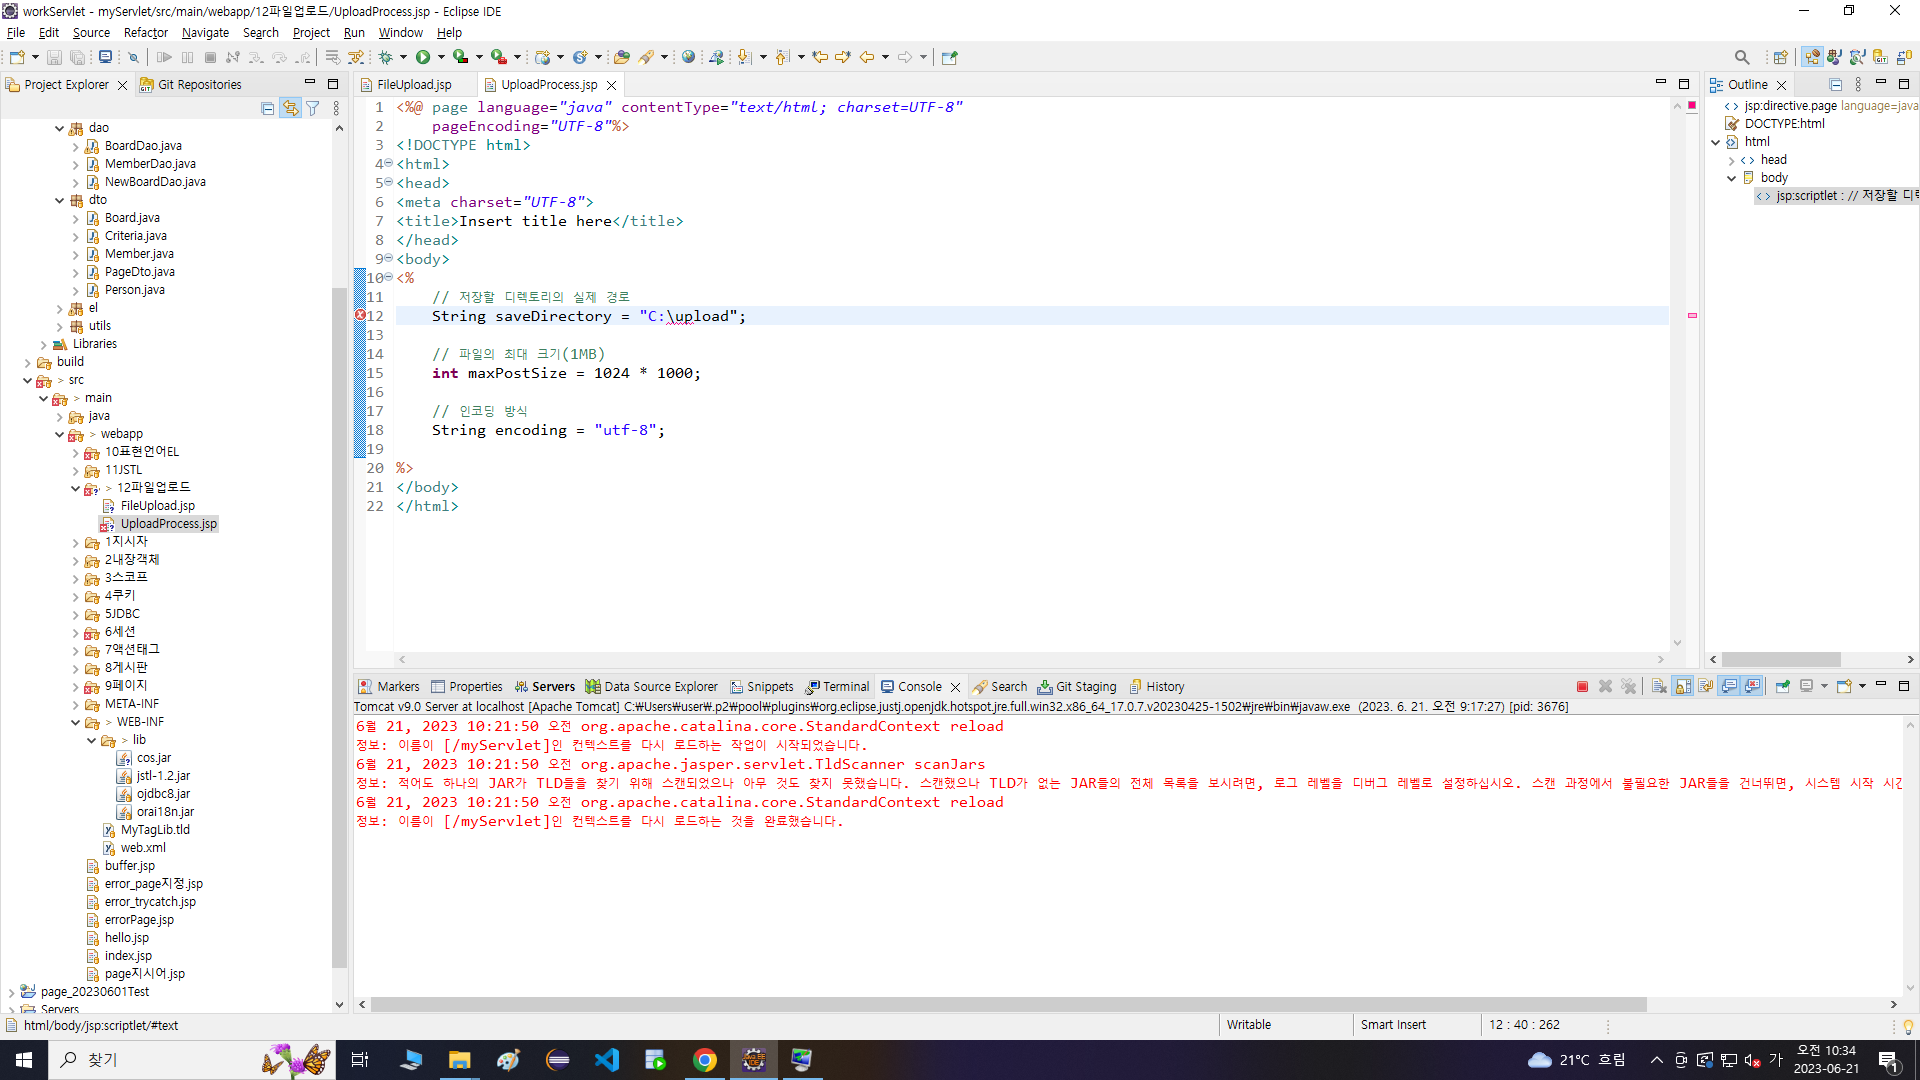 workServlet - myServlet/src/main/webapp/12파일업로드/UploadProcess.jsp - Eclipse IDE
File Edit Source Refactor Navigate Search Project Run Window Help
Project Explorer Git Repositories
dao
BoardDao.java
MemberDao.java
NewBoardDao.java
dto
Board.java
Criteria.java
Member.java
PageDto.java
Person.java
el
utils
Libraries
build
> src
> main
java
> webapp
10표현언어EL
11JSTL
> 12파일업로드
FileUpload.jsp
UploadProcess.jsp
1지시자
2내장객체
3스코프
4쿠키
5JDBC
6세션
7액션태그
8게시판
9페이지
META-INF
> WEB-INF
> lib
cos.jar
jstl-1.2.jar
ojdbc8.jar
orai18n.jar
MyTagLib.tld
web.xml
buffer.jsp
error_page지정.jsp
error_trycatch.jsp
errorPage.jsp
hello.jsp
index.jsp
page지시어.jsp
page_20230601Test
Servers
FileUpload.jsp UploadProcess.jsp
1 <%@ page language="java" contentType="text/html; charset=UTF-8"
2 pageEncoding="UTF-8"%>
3 <!DOCTYPE html>
4 <html>
5 <head>
6 <meta charset="UTF-8">
7 <title>Insert title here</title>
8 </head>
9 <body>
10 <%
11 // 저장할 디렉토리의 실제 경로
12 String saveDirectory = "C:\upload";
13
14 // 파일의 최대 크기(1MB)
15 int maxPostSize = 1024 * 1000;
16
17 // 인코딩 방식
18 String encoding = "utf-8";
19
20 %>
21 </body>
22 </html>
Outline
jsp:directive.page language=java
DOCTYPE:html
html
head
body
jsp:scriptlet : // 저장할 디
Markers Properties Servers Data Source Explorer Snippets Terminal Console Search Git Staging History
Tomcat v9.0 Server at localhost [Apache Tomcat] C:₩Users₩user₩.p2₩pool₩plugins₩org.eclipse.justj.openjdk.hotspot.jre.full.win32.x86_64_17.0.7.v20230425-1502₩jre₩bin₩javaw.exe (2023. 6. 21. 오전 9:17:27) [pid: 3676]
6월 21, 2023 10:21:50 오전 org.apache.catalina.core.StandardContext reload
정보: 이름이 [/myServlet]인 컨텍스트를 다시 로드하는 작업이 시작되었습니다.
6월 21, 2023 10:21:50 오전 org.apache.jasper.servlet.TldScanner scanJars
정보: 적어도 하나의 JAR가 TLD들을 찾기 위해 스캔되었으나 아무 것도 찾지 못했습니다. 스캔했으나 TLD가 없는 JAR들의 전체 목록을 보시려면, 로그 레벨을 디버그 레벨로 설정하십시오. 스캔 과정에서 불필요한 JAR들을 건너뛰면, 시스템 시작 시간
6월 21, 2023 10:21:50 오전 org.apache.catalina.core.StandardContext reload
정보: 이름이 [/myServlet]인 컨텍스트를 다시 로드하는 것을 완료했습니다.
html/body/jsp:scriptlet/#text Writable Smart Insert 12 : 40 : 262
찾기
21°C 흐림
가
오전 10:34
2023-06-21
1